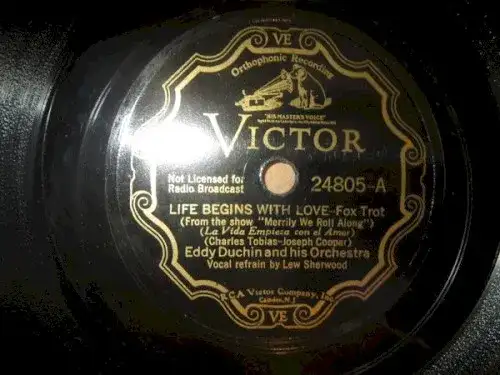 VE
Orthophonic Recording
"HIS MASTER'S VOICE"
VICTOR
Not Licensed for
Radio Broadcast
24805-A
LIFE BEGINS WITH LOVE-Fox Trot
(From the show "Merrily We Roll Along")
(La Vida Empieza con el Amor)
(Charles Tobias-Joseph Cooper)
Eddy Duchin and his Orchestra
Vocal refrain by Lew Sherwood
RCA Victor Company, Inc.
Camden, N.J.
VE